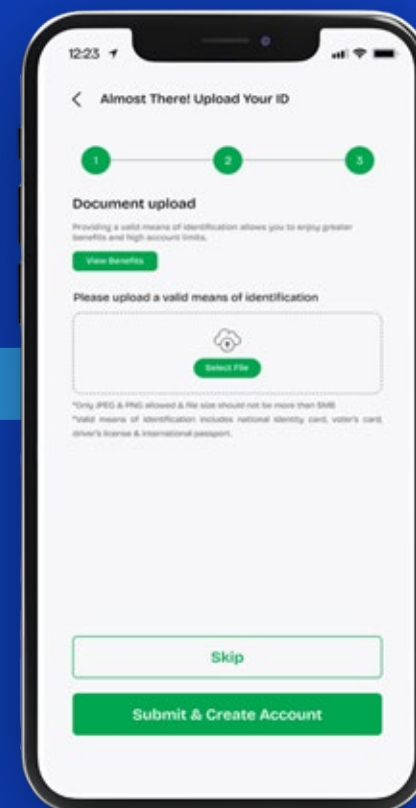 12:23
Almost There! Upload Your ID
1 2 3
Document upload
Providing a valid means of identification allows you to enjoy greater
benefits and high account limits.
View Benefits
Please upload a valid means of identification
Select File
*Only JPEG & PNG allowed & file size should not be more than 5MB
*Valid means of identification includes national identity card, voter's card,
driver's license & international passport.
Skip
Submit & Create Account